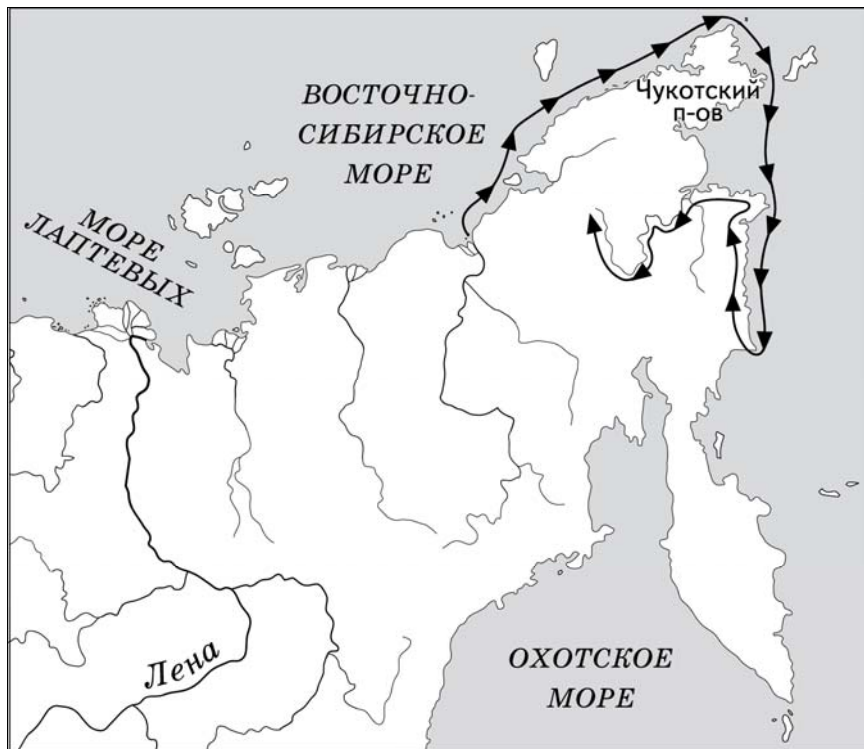 ВОСТОЧНО-
СИБИРСКОЕ
МОРЕ
Чукотский
п-ов
МОРЕ
ЛАПТЕВЫХ
Лена
ОХОТСКОЕ
МОРЕ